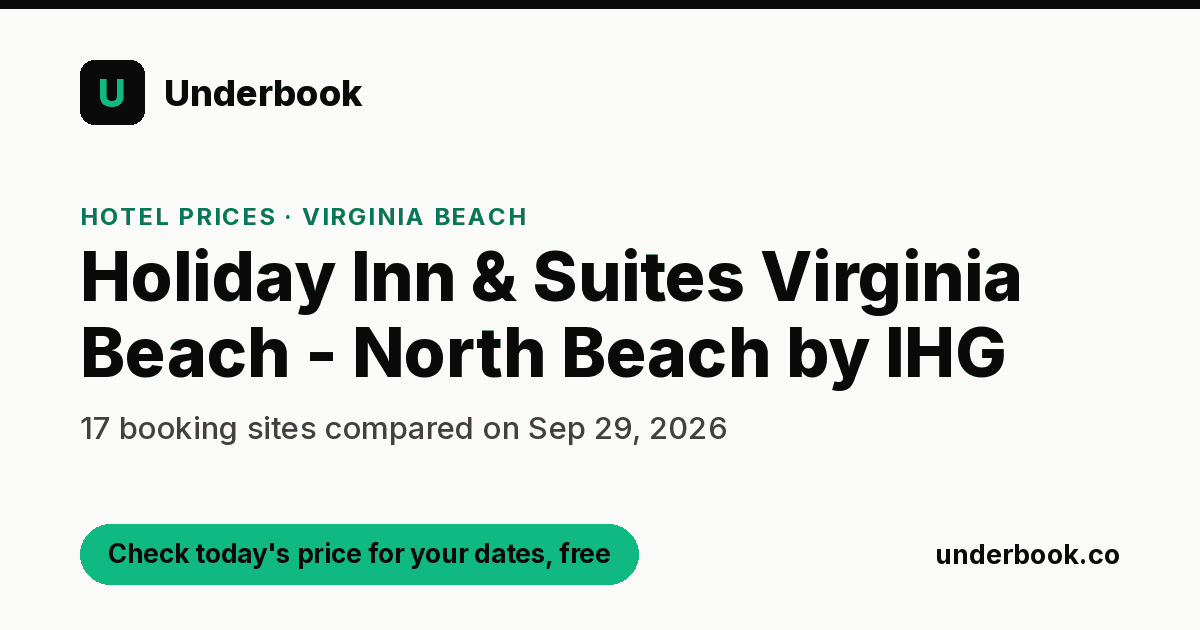 U Underbook
HOTEL PRICES · VIRGINIA BEACH
Holiday Inn & Suites Virginia
Beach - North Beach by IHG
17 booking sites compared on Sep 29, 2026
Check today's price for your dates, free
underbook.co